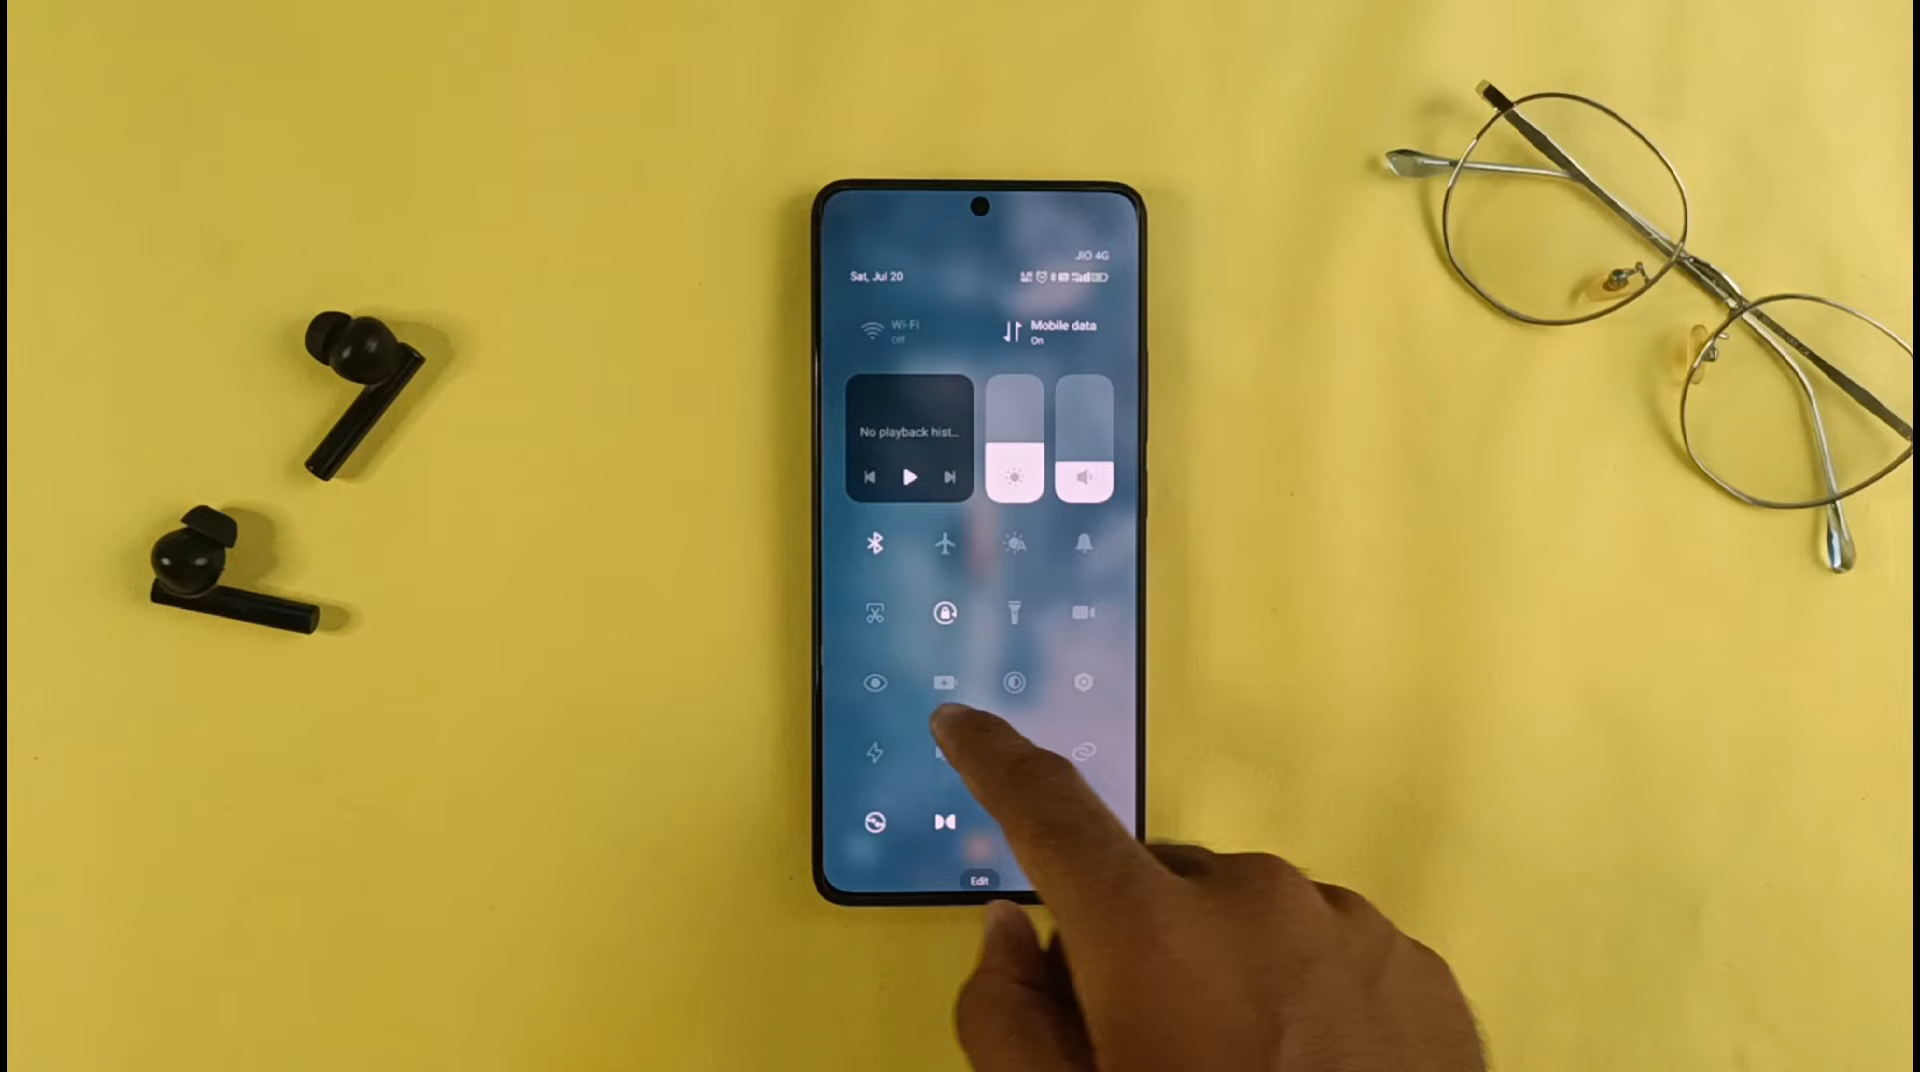 JIO 4G
Sat, Jul 20
Wi-Fi
Off
Mobile data
On
No playback hist...
Edit